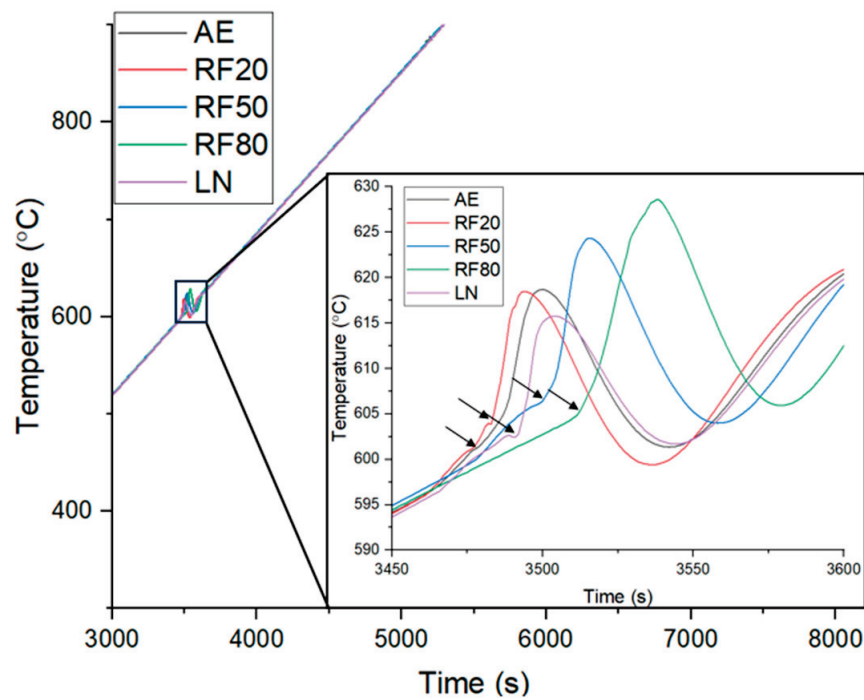 AE
RF20
RF50
RF80
LN
800
600
400
Temperature (°C)
3000
4000
5000
6000
7000
8000
Time (s)
AE
RF20
RF50
RF80
LN
630
625
620
615
610
605
600
595
590
Temperature (°C)
3450
3500
3550
3600
Time (s)